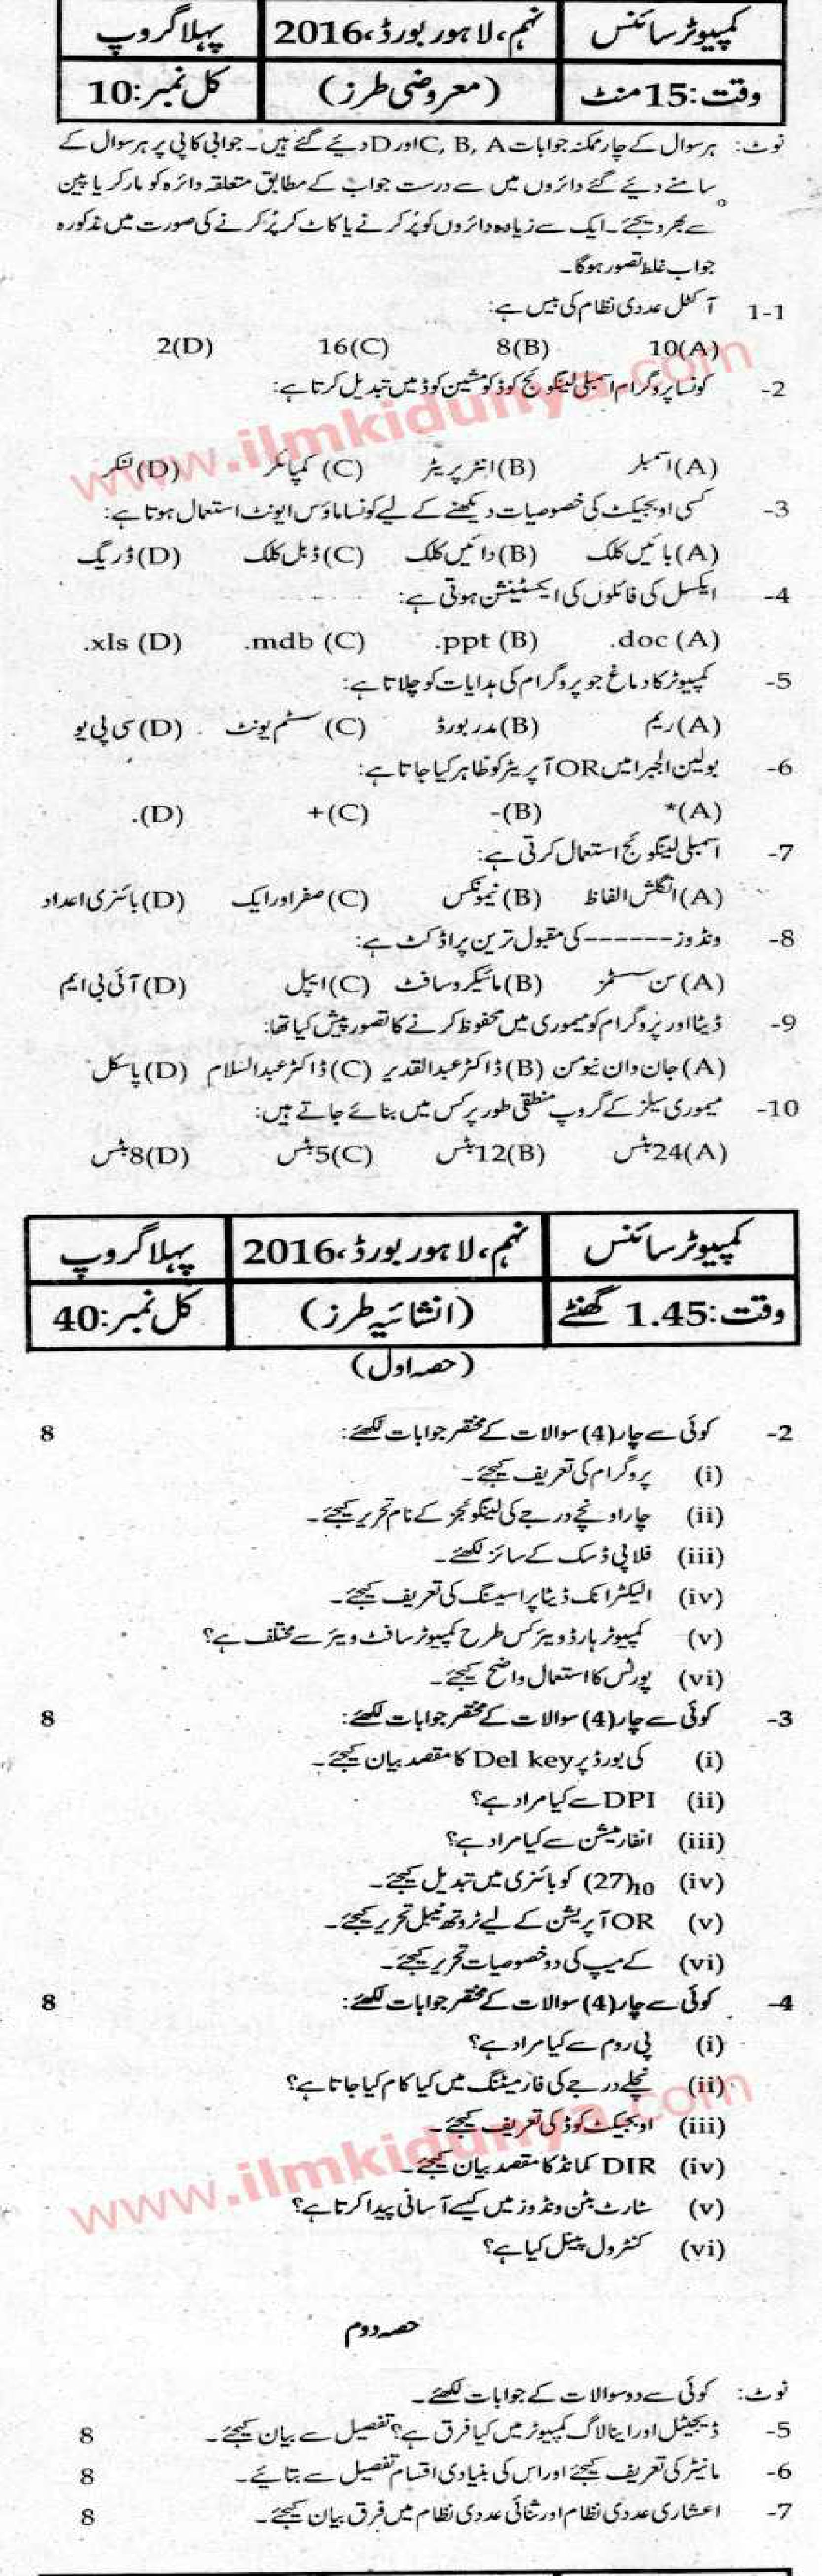 کمپیوٹر سائنس نہم، لاہور بورڈ، 2016 پہلا گروپ
وقت: 15 منٹ (معروضی طرز) کل نمبر: 10
نوٹ: ہر سوال کے چار ممکنہ جوابات A ،B ،C اور D دیئے گئے ہیں۔ جوابی کاپی پر ہر سوال کے
سامنے دیئے گئے دائروں میں سے درست جواب کے مطابق متعلقہ دائرہ کو مارکر یا پین
سے بھر دیجئے۔ ایک سے زیادہ دائروں کو پُر کرنے یا کاٹ کر پُر کرنے کی صورت میں مذکورہ
جواب غلط تصور ہوگا۔
1-1 آکٹل عددی نظام کی بیس ہے:
(A) 10 (B) 8 (C) 16 (D) 2
-2 کونسا پروگرام اسمبلی لینگوئج کوڈ کو مشین کوڈ میں تبدیل کرتا ہے:
www.ilmkidunya.com
(A) اسمبلر (B) انٹرپریٹر (C) کمپائلر (D) لنکر
-3 کسی اوبجیکٹ کی خصوصیات دیکھنے کے لیے کونسا ماؤس ایونٹ استعمال ہوتا ہے:
(A) بائیں کلک (B) دائیں کلک (C) ڈبل کلک (D) ڈریگ
-4 ایکسل کی فائلوں کی ایکسٹینشن ہوتی ہے:
(A) doc. (B) ppt. (C) mdb. (D) xls.
-5 کمپیوٹر کا دماغ جو پروگرام کی ہدایات کو چلاتا ہے:
(A) ریم (B) مدر بورڈ (C) سسٹم یونٹ (D) سی پی یو
-6 بولین الجبرا میں OR آپریٹر کو ظاہر کیا جاتا ہے:
(A) * (B) - (C) + (D) .
-7 اسمبلی لینگوئج استعمال کرتی ہے:
(A) انگلش الفاظ (B) نیمونکس (C) صفر اور ایک (D) بائنری اعداد
-8 ونڈوز ------- کی مقبول ترین پراڈکٹ ہے:
(A) سن سسٹمز (B) مائیکروسافٹ (C) ایپل (D) آئی بی ایم
-9 ڈیٹا اور پروگرام کو میموری میں محفوظ کرنے کا تصور پیش کیا تھا:
(A) جان وان نیومن (B) ڈاکٹر عبدالقدیر (C) ڈاکٹر عبدالسلام (D) پاسکل
-10 میموری سیلز کے گروپ منطقی طور پر کس میں بنائے جاتے ہیں:
(A) 24 بٹس (B) 12 بٹس (C) 5 بٹس (D) 8 بٹس
کمپیوٹر سائنس نہم، لاہور بورڈ، 2016 پہلا گروپ
وقت: 1.45 گھنٹے (انشائیہ طرز) کل نمبر: 40
(حصہ اول)
-2 کوئی سے چار (4) سوالات کے مختصر جوابات لکھئے: 8
(i) پروگرام کی تعریف کیجئے۔
(ii) چار اونچے درجے کی لینگوئجز کے نام تحریر کیجئے۔
(iii) فلاپی ڈسک کے سائز لکھئے۔
(iv) الیکٹرانک ڈیٹا پراسیسنگ کی تعریف کیجئے۔
(v) کمپیوٹر ہارڈویئر کس طرح کمپیوٹر سافٹ ویئر سے مختلف ہے؟
(vi) پورٹس کا استعمال واضح کیجئے۔
-3 کوئی سے چار (4) سوالات کے مختصر جوابات لکھئے: 8
(i) کی بورڈ پر Del key کا مقصد بیان کیجئے۔
(ii) DPI سے کیا مراد ہے؟
(iii) انفارمیشن سے کیا مراد ہے؟
(iv) (27)10 کو بائنری میں تبدیل کیجئے۔
(v) OR آپریشن کے لیے ٹروتھ ٹیبل تحریر کیجئے۔
(vi) کے میپ کی دو خصوصیات تحریر کیجئے۔
-4 کوئی سے چار (4) سوالات کے مختصر جوابات لکھئے: 8
(i) پی روم سے کیا مراد ہے؟
(ii) نچلے درجے کی فارمیٹنگ میں کیا کام کیا جاتا ہے؟
(iii) اوبجیکٹ کوڈ کی تعریف کیجئے۔
(iv) DIR کمانڈ کا مقصد بیان کیجئے۔
www.ilmkidunya.com
(v) سٹارٹ بٹن ونڈوز میں کیسے آسانی پیدا کرتا ہے؟
(vi) کنٹرول پینل کیا ہے؟
حصہ دوم
نوٹ: کوئی سے دو سوالات کے جوابات لکھئے۔
-5 ڈیجیٹل اور اینالاگ کمپیوٹر میں کیا فرق ہے؟ تفصیل سے بیان کیجئے۔ 8
-6 مانیٹر کی تعریف کیجئے اور اس کی بنیادی اقسام تفصیل سے بتائیے۔ 8
-7 اعشاری عددی نظام اور ثنائی عددی نظام میں فرق بیان کیجئے۔ 8